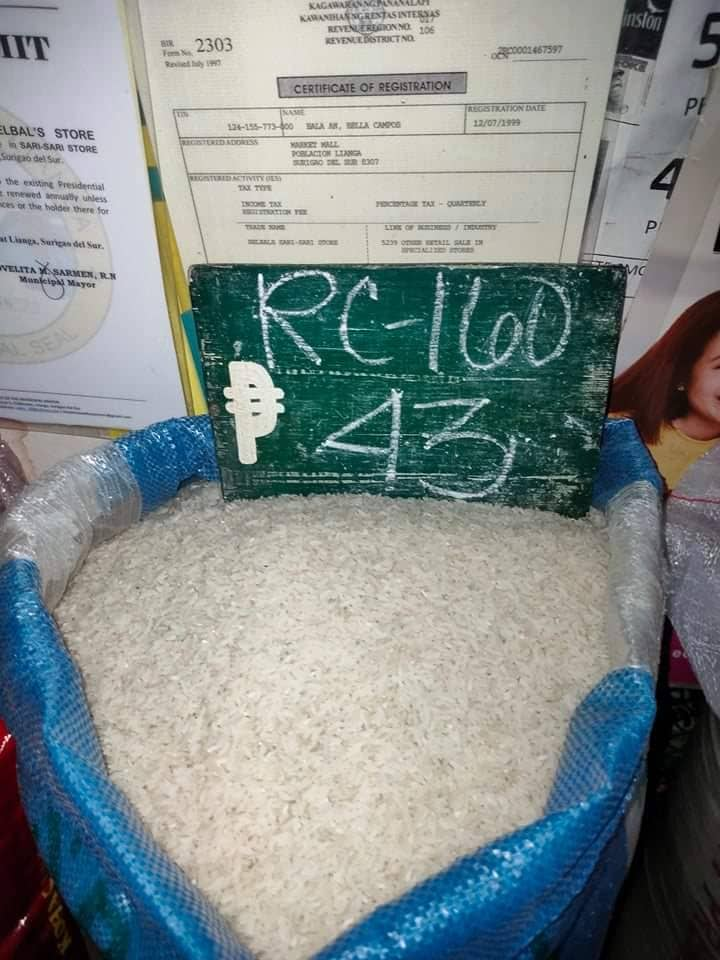 MIT
ELBAL'S STORE
in SARI-SARI STORE
Surigao del Sur.
the existing Presidential
renewed annually unless
or the holder there for
at Lianga, Surigao del Sur.
OVELITA M. SARMEN, R.N
Municipal Mayor
AL SEAL
KAGAWARAN NG PANANALAPI
KAWANIHAN NG RENTAS INTERNAS
REVENUE REGION NO. 017
REVENUE DISTRICT NO. 106
BIR
Form No. 2303
Revised July 1997
OCN 2RC0001467597
CERTIFICATE OF REGISTRATION
TIN NAME REGISTRATION DATE
124-155-773-000 BALA AN, BELLA CAMPOS 12/07/1999
REGISTERED ADDRESS MARKET MALL
POBLACION LIANGA
SURIGAO DEL SUR 8307
REGISTERED ACTIVITY (IES)
TAX TYPE
INCOME TAX PERCENTAGE TAX - QUARTERLY
REGISTRATION FEE
TRADE NAME LINE OF BUSINESS / INDUSTRY
BELBALS SARI-SARI STORE 5239 OTHER RETAIL SALE IN
SPECIALIZED STORES
inston
5
4
RC-160
₱ 43